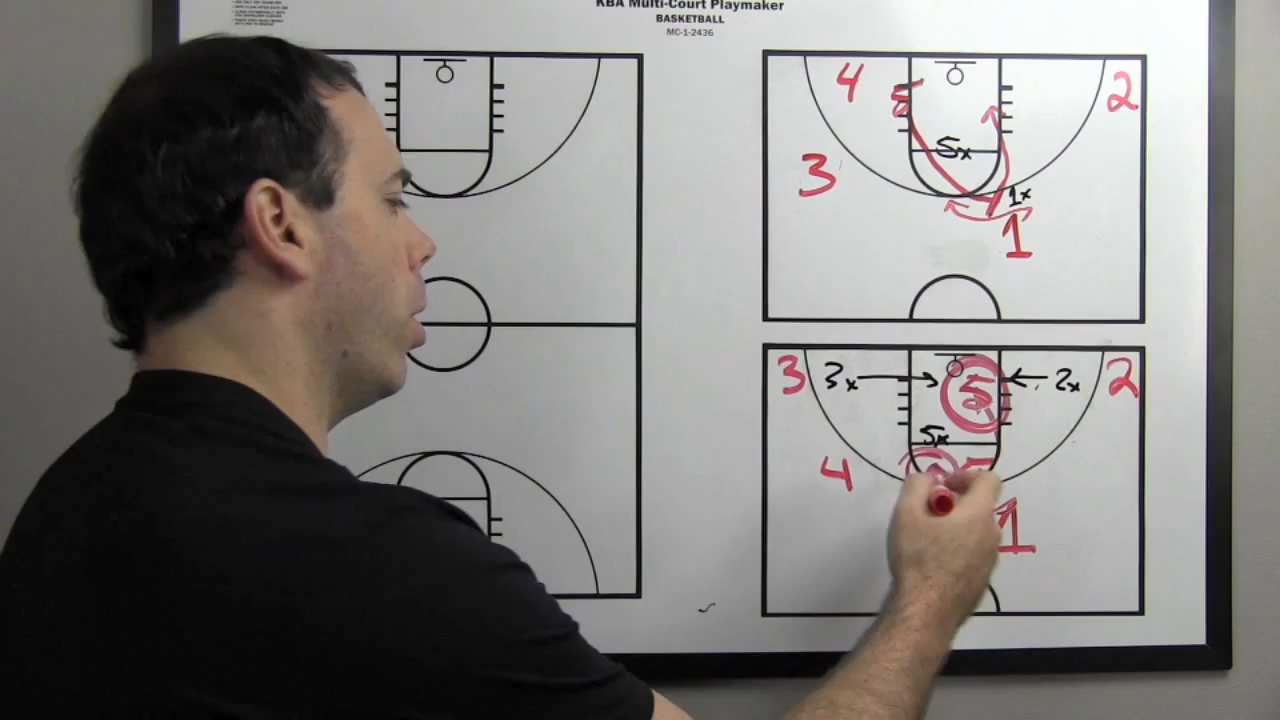 KBA Multi-Court Playmaker
BASKETBALL
MC-1-2436
4
5
2
5x
3
1x
1
3
3x
5
2x
2
5x
4
1